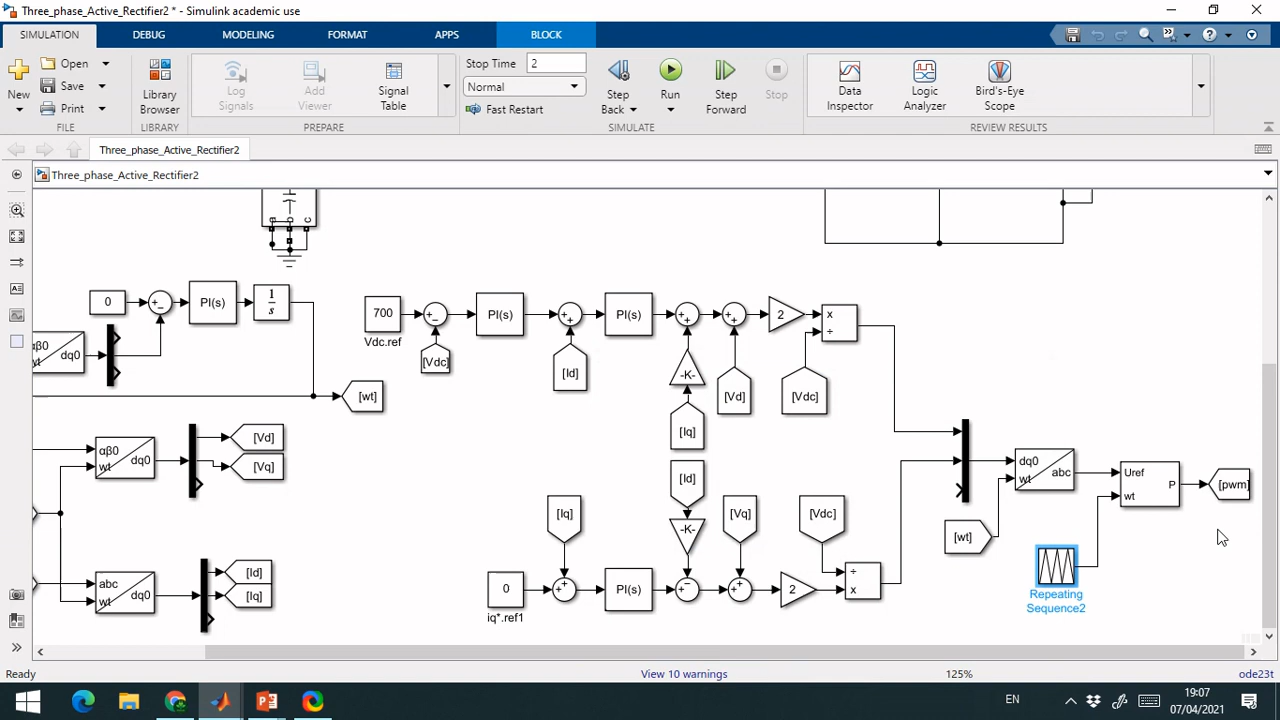 Three_phase_Active_Rectifier2 * - Simulink academic use
SIMULATION DEBUG MODELING FORMAT APPS BLOCK
New
Open
Save
Print
FILE
Library Browser
LIBRARY
Log Signals
Add Viewer
Signal Table
PREPARE
Stop Time 2
Normal
Fast Restart
Step Back
Run
Step Forward
Stop
SIMULATE
Data Inspector
Logic Analyzer
Bird's-Eye Scope
REVIEW RESULTS
Three_phase_Active_Rectifier2
Three_phase_Active_Rectifier2
0
+
−
PI(s)
1
s
αβ0
wt
dq0
[wt]
αβ0
wt
dq0
[Vd]
[Vq]
abc
wt
dq0
[Id]
[Iq]
700
Vdc.ref
+
−
[Vdc]
PI(s)
+
+
[Id]
PI(s)
+
+
-K-
[Iq]
+
+
[Vd]
2
x
÷
[Vdc]
[Id]
-K-
[Iq]
[Vq]
[Vdc]
0
iq*.ref1
+
+
PI(s)
+
−
+
+
2
÷
x
dq0
wt
abc
[wt]
Uref
wt
P
[pwm]
Repeating
Sequence2
Ready
View 10 warnings
125%
ode23t
EN
19:07
07/04/2021